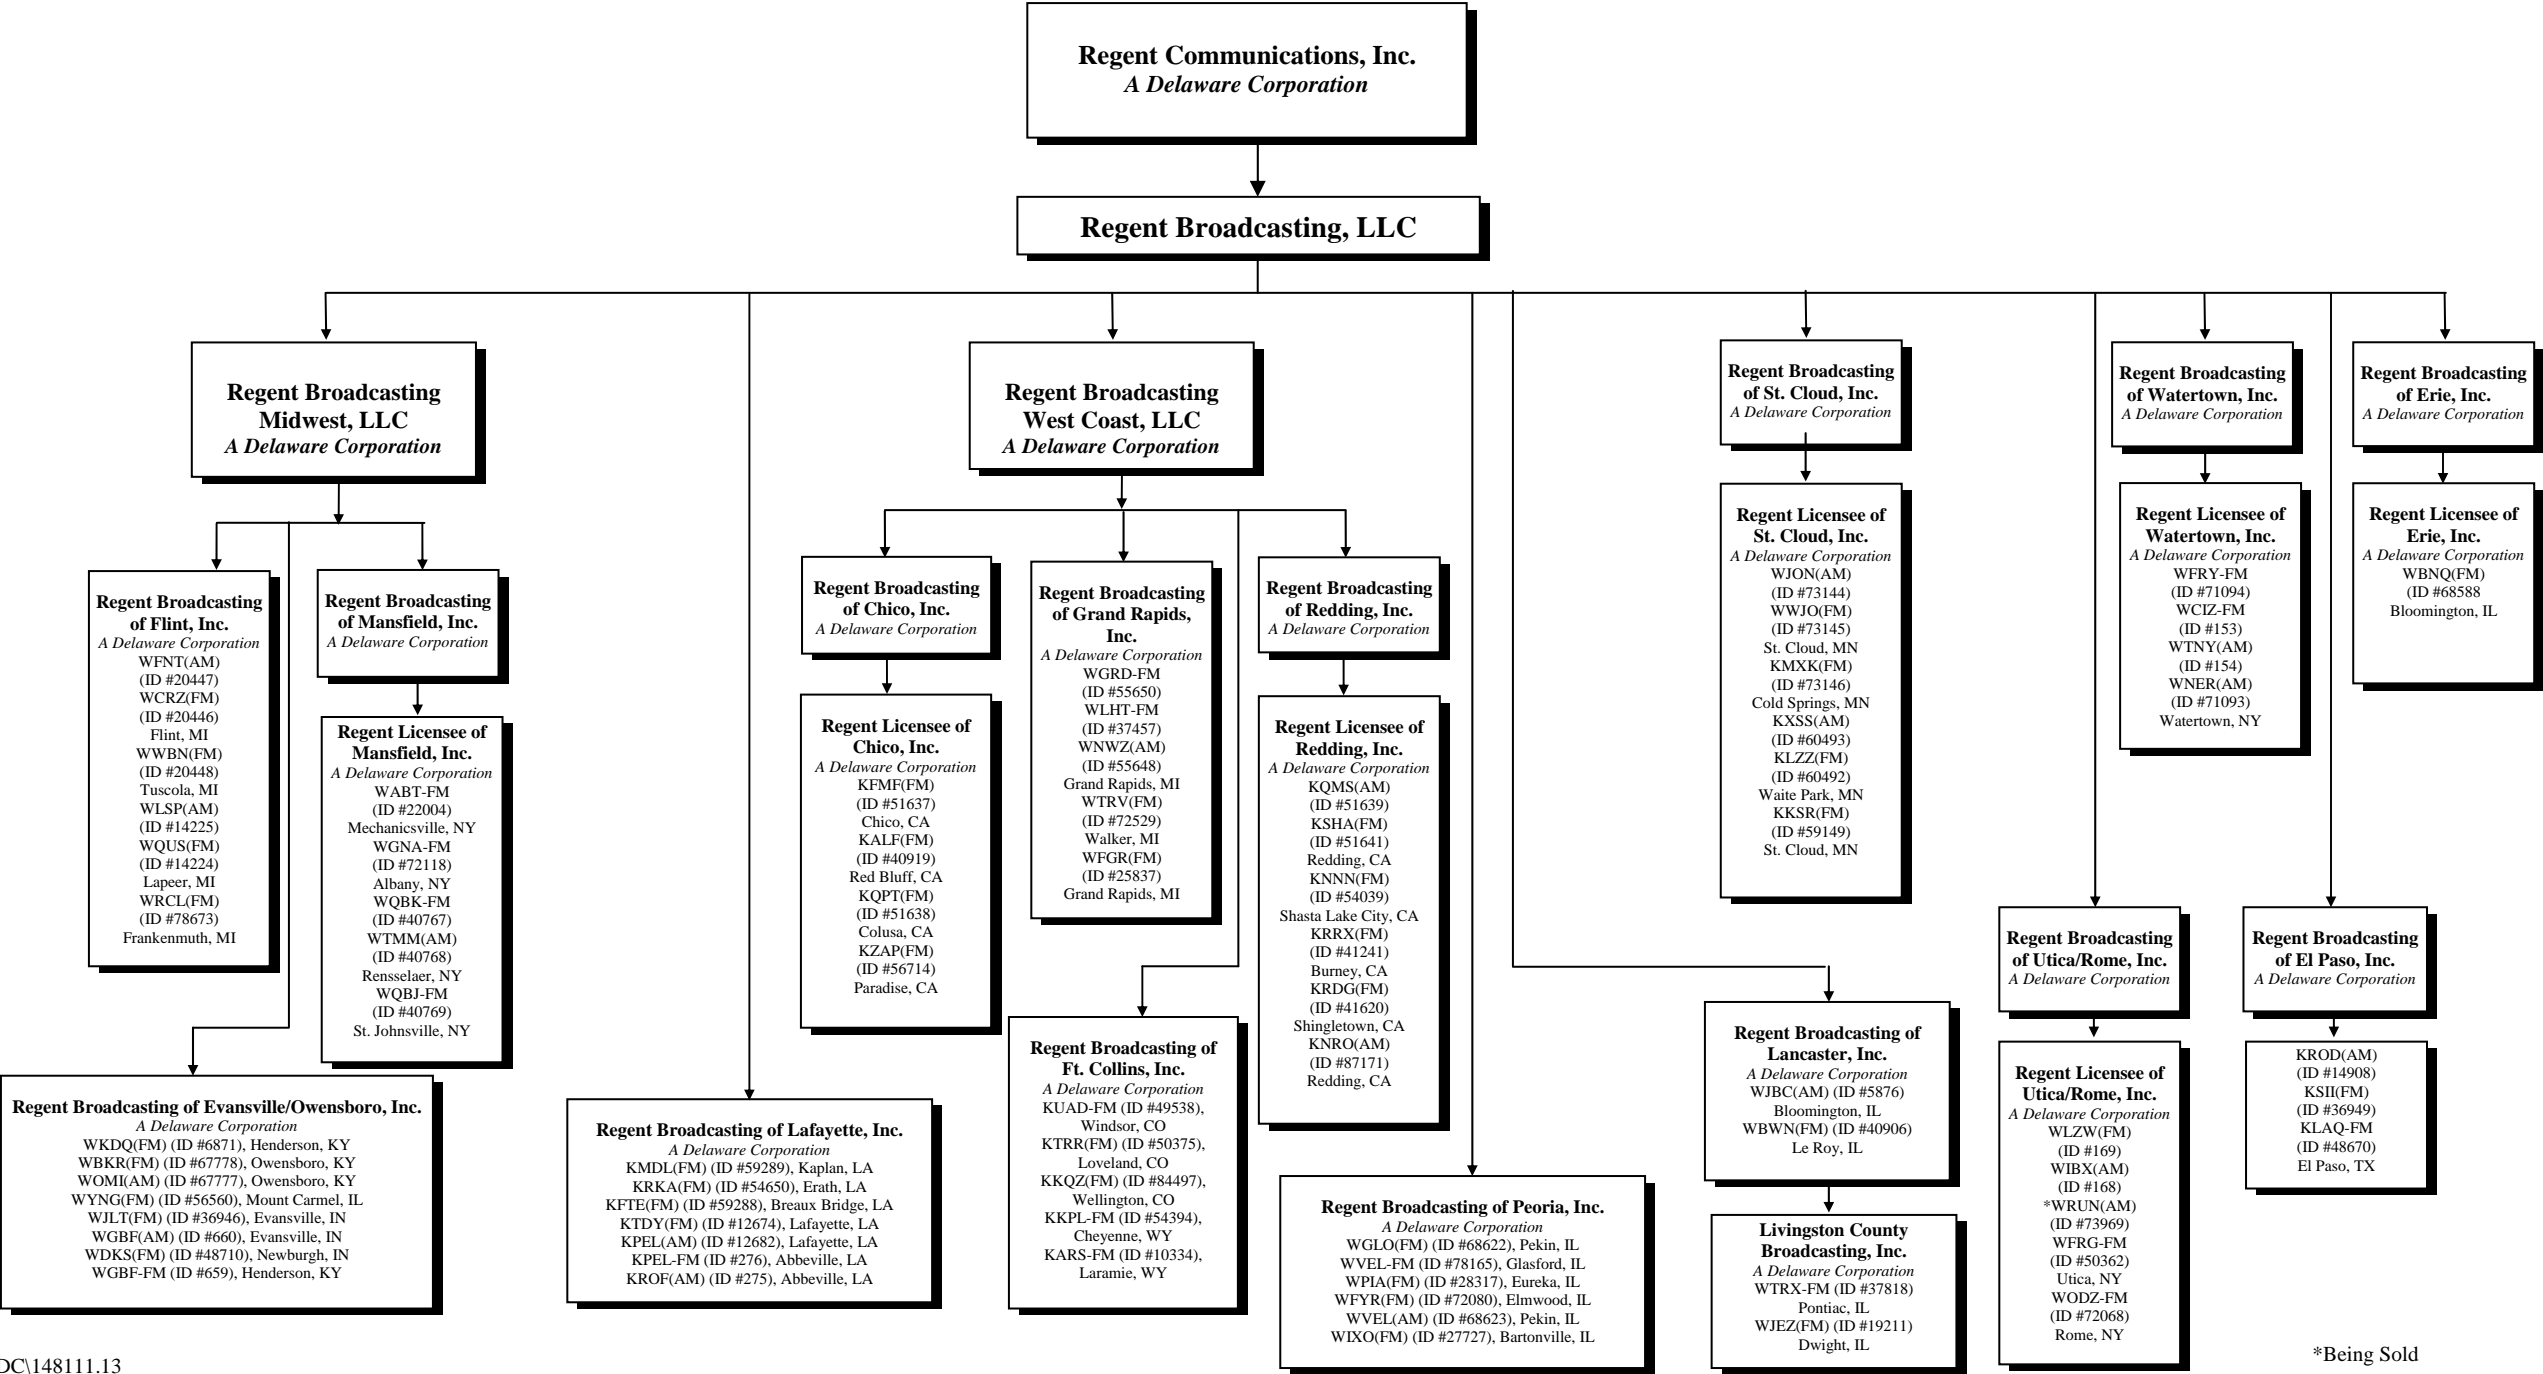 Regent Communications, Inc.
A Delaware Corporation
Regent Broadcasting, LLC
Regent Broadcasting
Midwest, LLC
A Delaware Corporation
Regent Broadcasting
of Flint, Inc.
A Delaware Corporation
WFNT(AM)
(ID #20447)
WCRZ(FM)
(ID #20446)
Flint, MI
WWBN(FM)
(ID #20448)
Tuscola, MI
WLSP(AM)
(ID #14225)
WQUS(FM)
(ID #14224)
Lapeer, MI
WRCL(FM)
(ID #78673)
Frankenmuth, MI
Regent Broadcasting
of Mansfield, Inc.
A Delaware Corporation
Regent Licensee of
Mansfield, Inc.
A Delaware Corporation
WABT-FM
(ID #22004)
Mechanicsville, NY
WGNA-FM
(ID #72118)
Albany, NY
WQBK-FM
(ID #40767)
WTMM(AM)
(ID #40768)
Rensselaer, NY
WQBJ-FM
(ID #40769)
St. Johnsville, NY
Regent Broadcasting of Evansville/Owensboro, Inc.
A Delaware Corporation
WKDQ(FM) (ID #6871), Henderson, KY
WBKR(FM) (ID #67778), Owensboro, KY
WOMI(AM) (ID #67777), Owensboro, KY
WYNG(FM) (ID #56560), Mount Carmel, IL
WJLT(FM) (ID #36946), Evansville, IN
WGBF(AM) (ID #660), Evansville, IN
WDKS(FM) (ID #48710), Newburgh, IN
WGBF-FM (ID #659), Henderson, KY
Regent Broadcasting of Lafayette, Inc.
A Delaware Corporation
KMDL(FM) (ID #59289), Kaplan, LA
KRKA(FM) (ID #54650), Erath, LA
KFTE(FM) (ID #59288), Breaux Bridge, LA
KTDY(FM) (ID #12674), Lafayette, LA
KPEL(AM) (ID #12682), Lafayette, LA
KPEL-FM (ID #276), Abbeville, LA
KROF(AM) (ID #275), Abbeville, LA
Regent Broadcasting
West Coast, LLC
A Delaware Corporation
Regent Broadcasting
of Chico, Inc.
A Delaware Corporation
Regent Licensee of
Chico, Inc.
A Delaware Corporation
KFMF(FM)
(ID #51637)
Chico, CA
KALF(FM)
(ID #40919)
Red Bluff, CA
KQPT(FM)
(ID #51638)
Colusa, CA
KZAP(FM)
(ID #56714)
Paradise, CA
Regent Broadcasting
of Grand Rapids,
Inc.
A Delaware Corporation
WGRD-FM
(ID #55650)
WLHT-FM
(ID #37457)
WNWZ(AM)
(ID #55648)
Grand Rapids, MI
WTRV(FM)
(ID #72529)
Walker, MI
WFGR(FM)
(ID #25837)
Grand Rapids, MI
Regent Broadcasting of
Ft. Collins, Inc.
A Delaware Corporation
KUAD-FM (ID #49538),
Windsor, CO
KTRR(FM) (ID #50375),
Loveland, CO
KKQZ(FM) (ID #84497),
Wellington, CO
KKPL-FM (ID #54394),
Cheyenne, WY
KARS-FM (ID #10334),
Laramie, WY
Regent Broadcasting
of Redding, Inc.
A Delaware Corporation
Regent Licensee of
Redding, Inc.
A Delaware Corporation
KQMS(AM)
(ID #51639)
KSHA(FM)
(ID #51641)
Redding, CA
KNNN(FM)
(ID #54039)
Shasta Lake City, CA
KRRX(FM)
(ID #41241)
Burney, CA
KRDG(FM)
(ID #41620)
Shingletown, CA
KNRO(AM)
(ID #87171)
Redding, CA
Regent Broadcasting of Peoria, Inc.
A Delaware Corporation
WGLO(FM) (ID #68622), Pekin, IL
WVEL-FM (ID #78165), Glasford, IL
WPIA(FM) (ID #28317), Eureka, IL
WFYR(FM) (ID #72080), Elmwood, IL
WVEL(AM) (ID #68623), Pekin, IL
WIXO(FM) (ID #27727), Bartonville, IL
Regent Broadcasting
of St. Cloud, Inc.
A Delaware Corporation
Regent Licensee of
St. Cloud, Inc.
A Delaware Corporation
WJON(AM)
(ID #73144)
WWJO(FM)
(ID #73145)
St. Cloud, MN
KMXK(FM)
(ID #73146)
Cold Springs, MN
KXSS(AM)
(ID #60493)
KLZZ(FM)
(ID #60492)
Waite Park, MN
KKSR(FM)
(ID #59149)
St. Cloud, MN
Regent Broadcasting of
Lancaster, Inc.
A Delaware Corporation
WJBC(AM) (ID #5876)
Bloomington, IL
WBWN(FM) (ID #40906)
Le Roy, IL
Livingston County
Broadcasting, Inc.
A Delaware Corporation
WTRX-FM (ID #37818)
Pontiac, IL
WJEZ(FM) (ID #19211)
Dwight, IL
Regent Broadcasting
of Utica/Rome, Inc.
A Delaware Corporation
Regent Licensee of
Utica/Rome, Inc.
A Delaware Corporation
WLZW(FM)
(ID #169)
WIBX(AM)
(ID #168)
*WRUN(AM)
(ID #73969)
WFRG-FM
(ID #50362)
Utica, NY
WODZ-FM
(ID #72068)
Rome, NY
Regent Broadcasting
of Watertown, Inc.
A Delaware Corporation
Regent Licensee of
Watertown, Inc.
A Delaware Corporation
WFRY-FM
(ID #71094)
WCIZ-FM
(ID #153)
WTNY(AM)
(ID #154)
WNER(AM)
(ID #71093)
Watertown, NY
Regent Broadcasting
of El Paso, Inc.
A Delaware Corporation
KROD(AM)
(ID #14908)
KSII(FM)
(ID #36949)
KLAQ-FM
(ID #48670)
El Paso, TX
Regent Broadcasting
of Erie, Inc.
A Delaware Corporation
Regent Licensee of
Erie, Inc.
A Delaware Corporation
WBNQ(FM)
(ID #68588
Bloomington, IL
DC\148111.13
*Being Sold